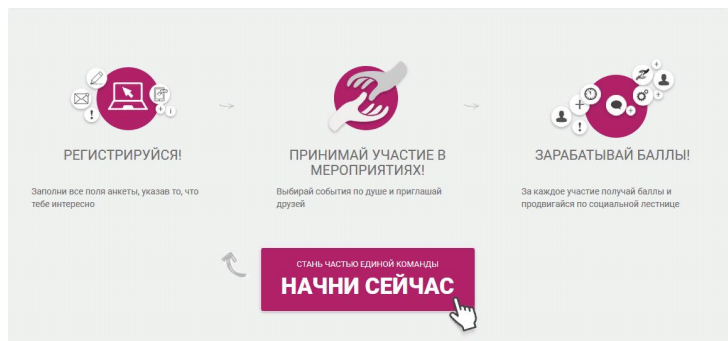 РЕГИСТРИРУЙСЯ!
Заполни все поля анкеты, указав то, что
тебе интересно
ПРИНИМАЙ УЧАСТИЕ В
МЕРОПРИЯТИЯХ!
Выбирай события по душе и приглашай
друзей
ЗАРАБАТЫВАЙ БАЛЛЫ!
За каждое участие получай баллы и
продвигайся по социальной лестнице
СТАНЬ ЧАСТЬЮ ЕДИНОЙ КОМАНДЫ
НАЧНИ СЕЙЧАС